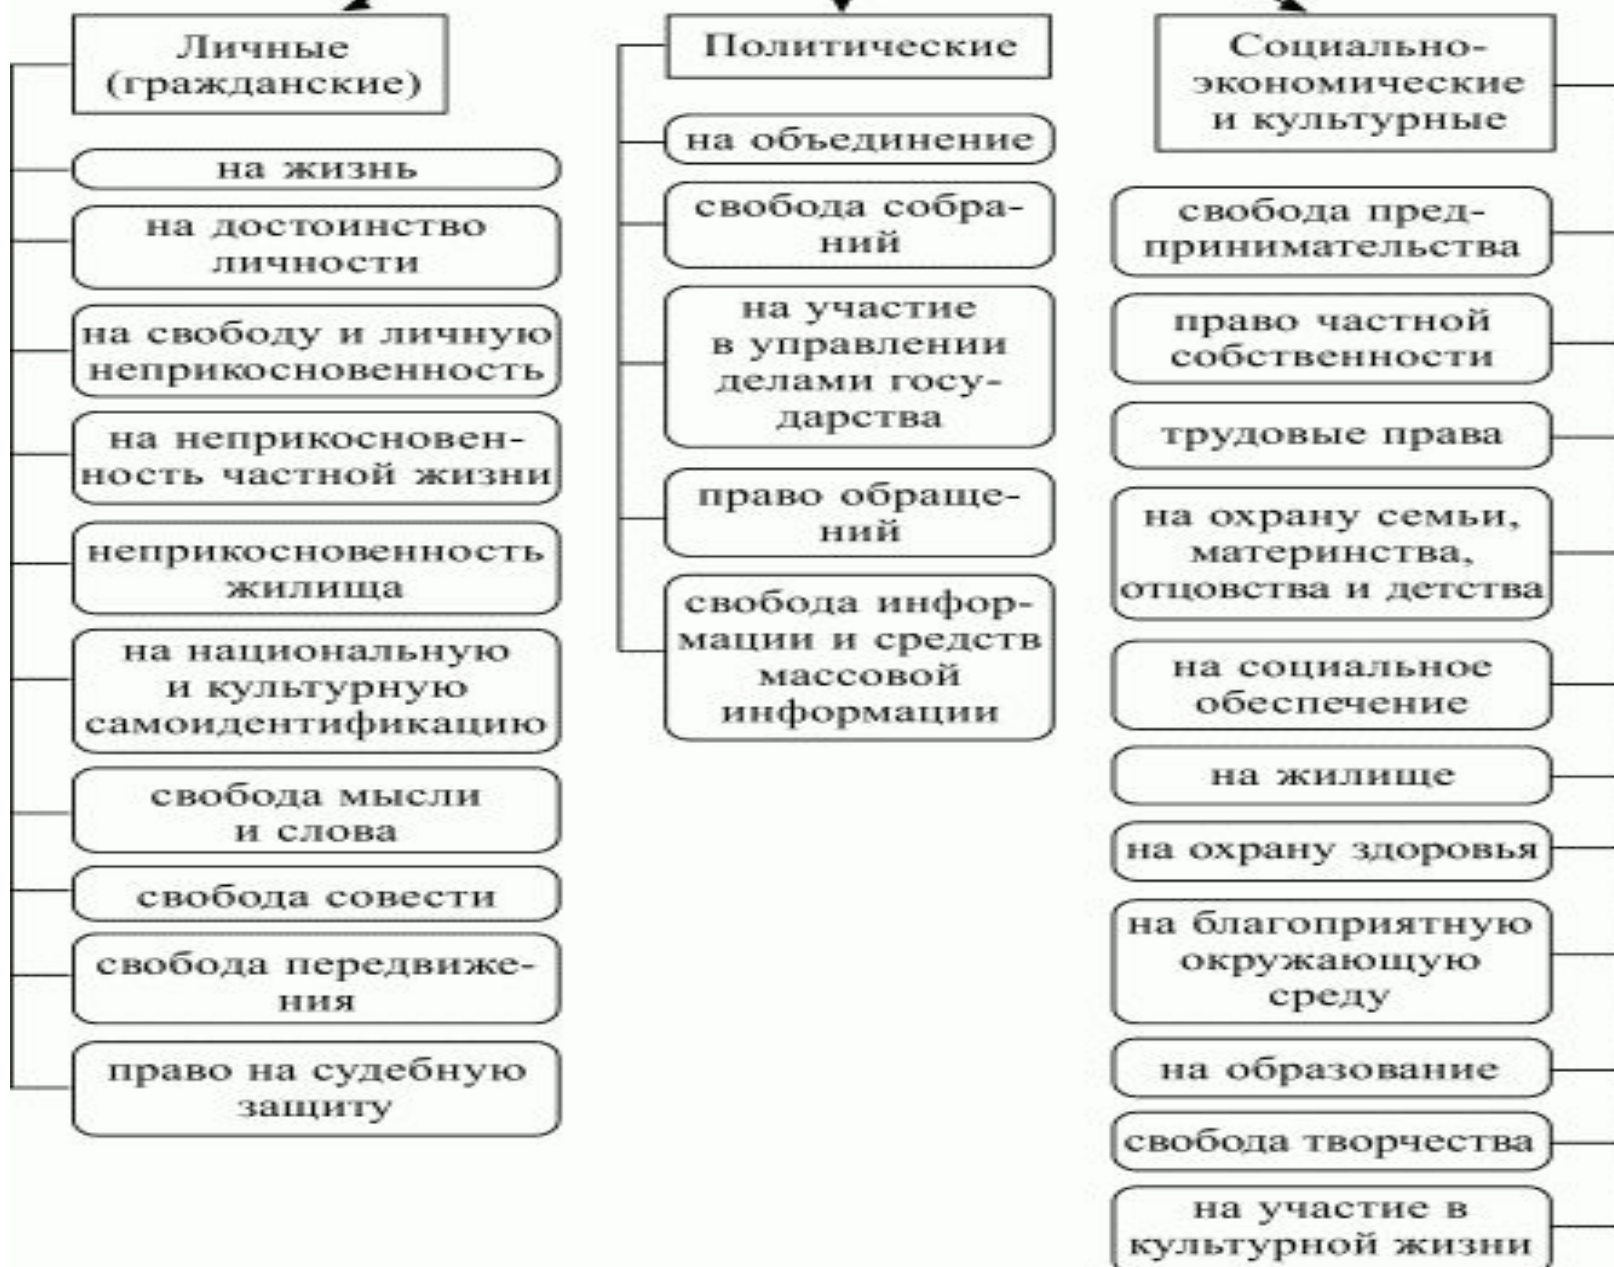 Личные
(гражданские)
на жизнь
на достоинство
личности
на свободу и личную
неприкосновенность
на неприкосновен-
ность частной жизни
неприкосновенность
жилища
на национальную
и культурную
самоидентификацию
свобода мысли
и слова
свобода совести
свобода передвиже-
ния
право на судебную
защиту
Политические
на объединение
свобода собра-
ний
на участие
в управлении
делами госу-
дарства
право обраще-
ний
свобода инфор-
мации и средств
массовой
информации
Социально-
экономические
и культурные
свобода пред-
принимательства
право частной
собственности
трудовые права
на охрану семьи,
материнства,
отцовства и детства
на социальное
обеспечение
на жилище
на охрану здоровья
на благоприятную
окружающую
среду
на образование
свобода творчества
на участие в
культурной жизни